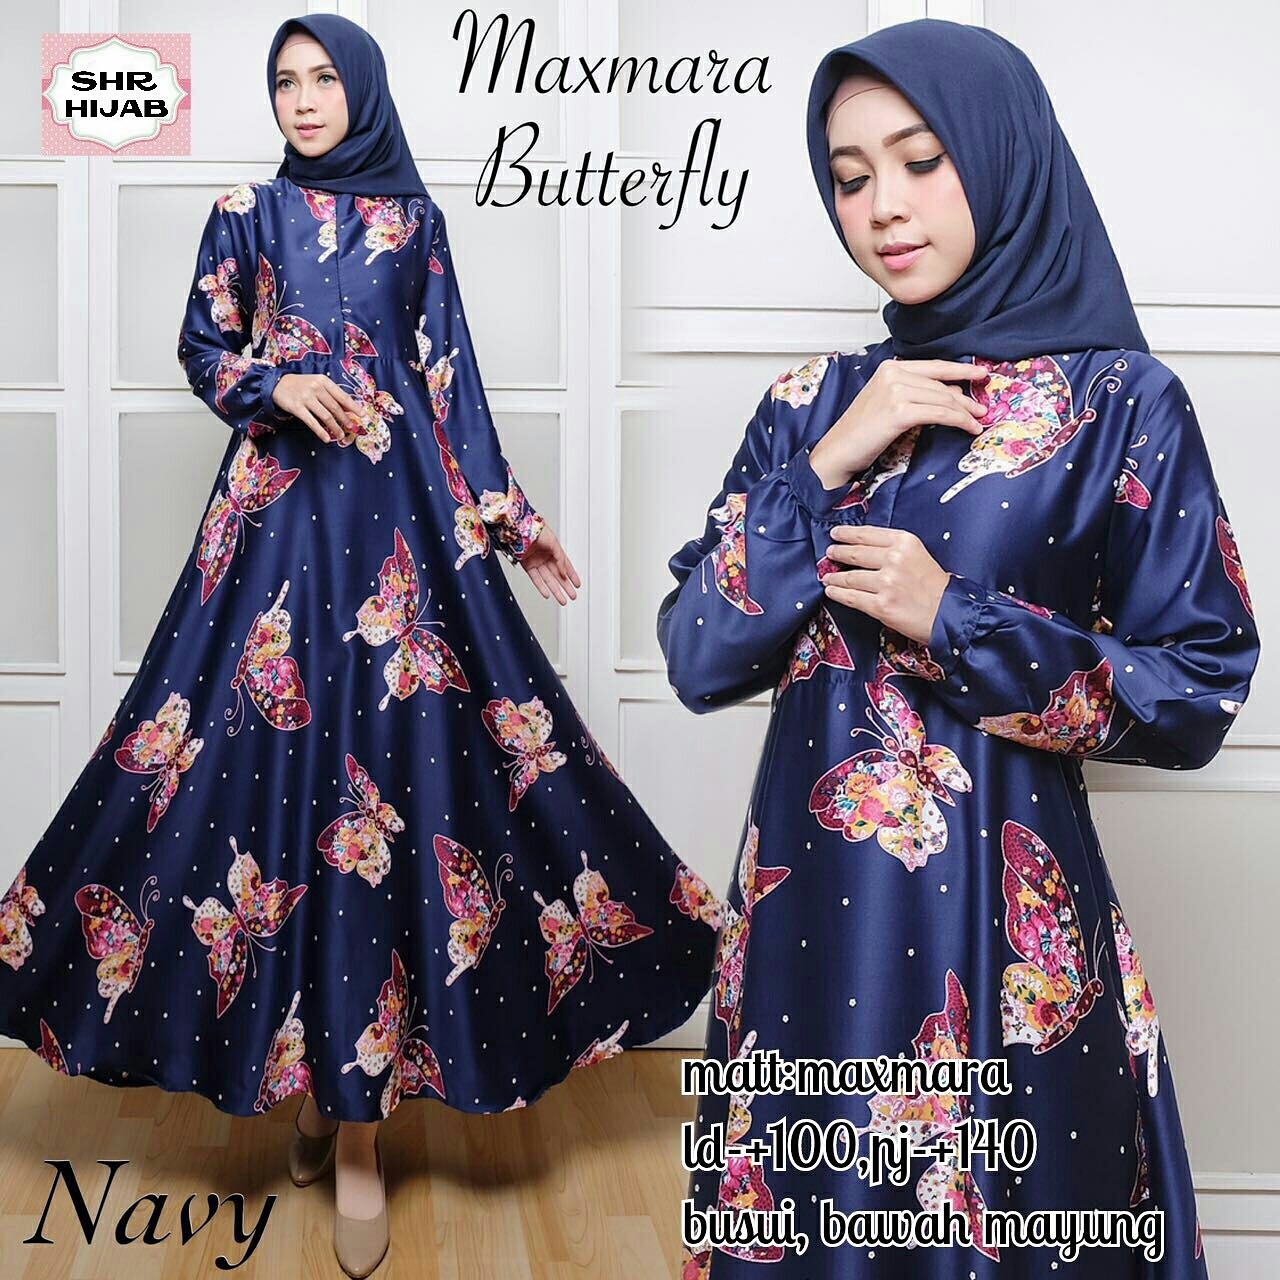 SHR
HIJAB
Maxmara
Butterfly
matt:maxmara
ld-+100,pj-+140
busui, bawah mayung
Navy